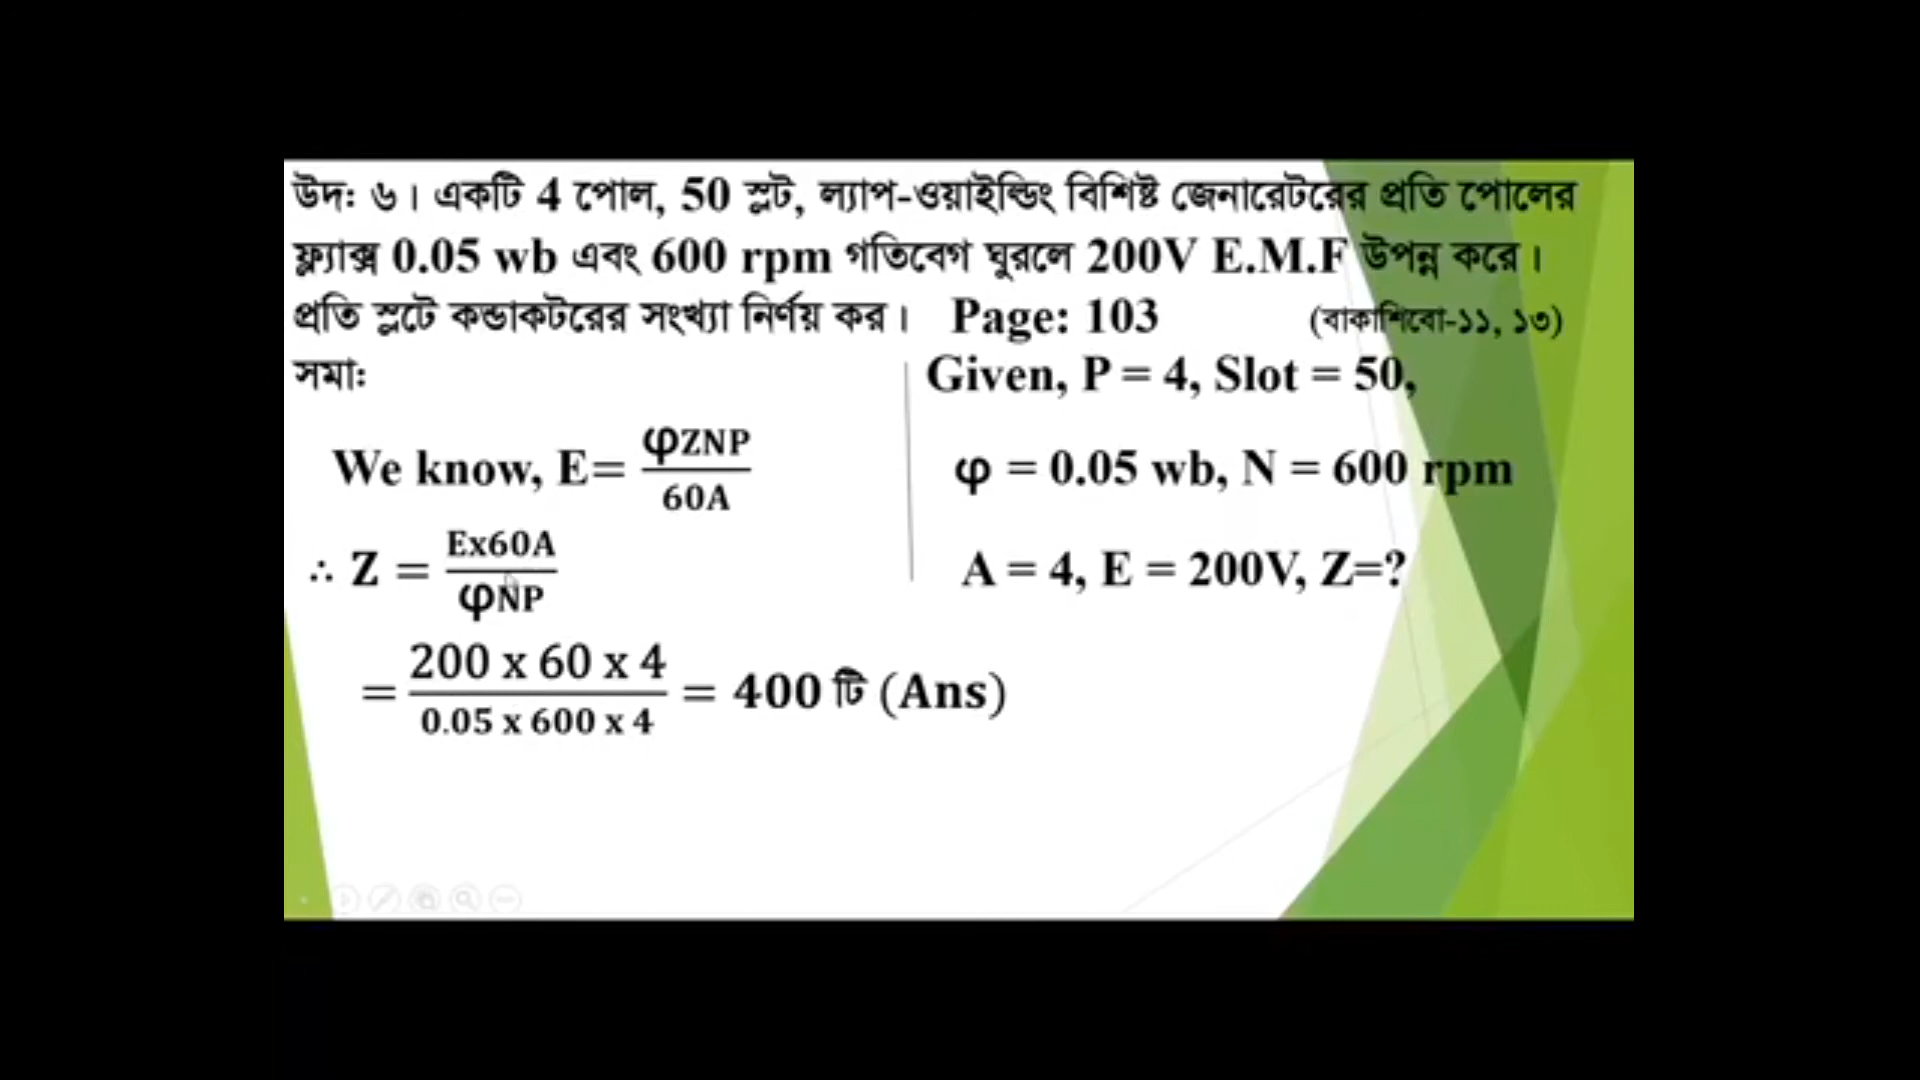 উদঃ ৬। একটি 4 পোল, 50 স্লট, ল্যাপ-ওয়াইন্ডিং বিশিষ্ট জেনারেটরের প্রতি পোলের
ফ্ল্যাক্স 0.05 wb এবং 600 rpm গতিবেগ ঘুরলে 200V E.M.F উপন্ন করে।
প্রতি স্লটে কন্ডাকটরের সংখ্যা নির্ণয় কর। Page: 103 (বাকাশিবো-১১, ১৩)
সমাঃ
Given, P = 4, Slot = 50,
We know, E= φZNP / 60A
φ = 0.05 wb, N = 600 rpm
∴ Z = Ex60A / φNP
A = 4, E = 200V, Z=?
= 200 x 60 x 4 / 0.05 x 600 x 4 = 400 টি (Ans)